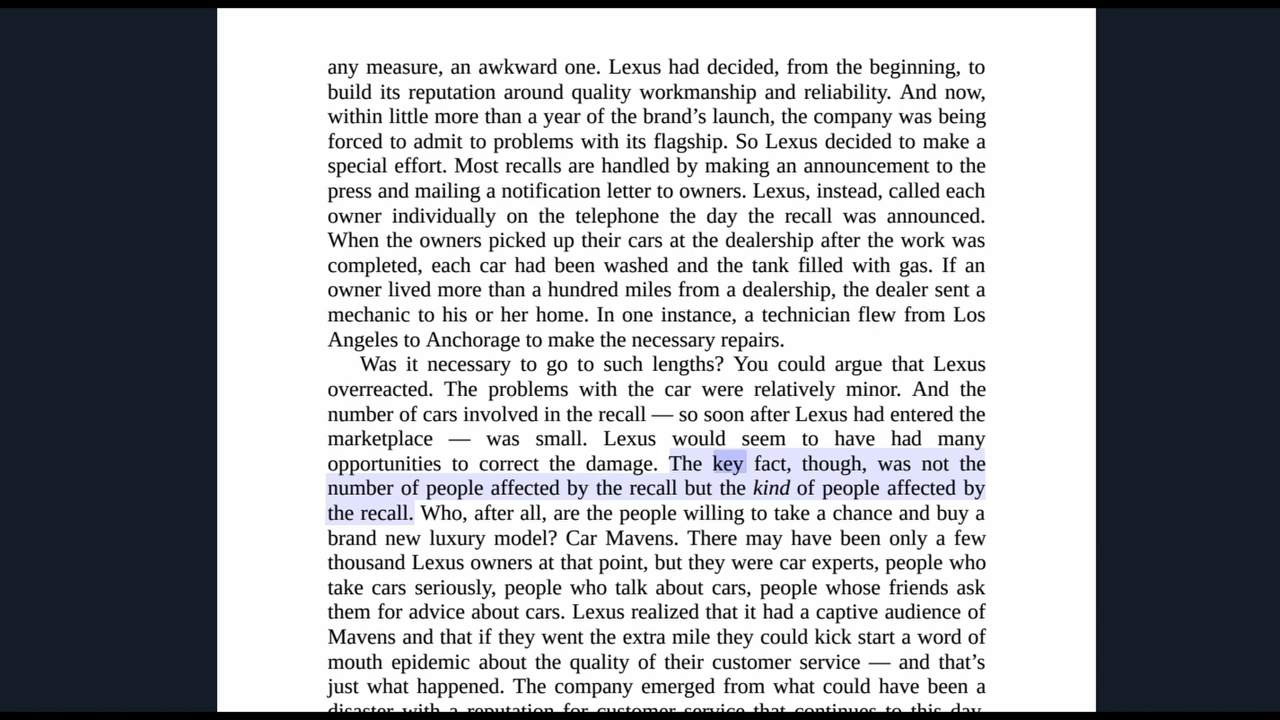 any measure, an awkward one. Lexus had decided, from the beginning, to
build its reputation around quality workmanship and reliability. And now,
within little more than a year of the brand’s launch, the company was being
forced to admit to problems with its flagship. So Lexus decided to make a
special effort. Most recalls are handled by making an announcement to the
press and mailing a notification letter to owners. Lexus, instead, called each
owner individually on the telephone the day the recall was announced.
When the owners picked up their cars at the dealership after the work was
completed, each car had been washed and the tank filled with gas. If an
owner lived more than a hundred miles from a dealership, the dealer sent a
mechanic to his or her home. In one instance, a technician flew from Los
Angeles to Anchorage to make the necessary repairs.
Was it necessary to go to such lengths? You could argue that Lexus
overreacted. The problems with the car were relatively minor. And the
number of cars involved in the recall — so soon after Lexus had entered the
marketplace — was small. Lexus would seem to have had many
opportunities to correct the damage. The key fact, though, was not the
number of people affected by the recall but the kind of people affected by
the recall. Who, after all, are the people willing to take a chance and buy a
brand new luxury model? Car Mavens. There may have been only a few
thousand Lexus owners at that point, but they were car experts, people who
take cars seriously, people who talk about cars, people whose friends ask
them for advice about cars. Lexus realized that it had a captive audience of
Mavens and that if they went the extra mile they could kick start a word of
mouth epidemic about the quality of their customer service — and that’s
just what happened. The company emerged from what could have been a
disaster with a reputation for customer service that continues to this day.